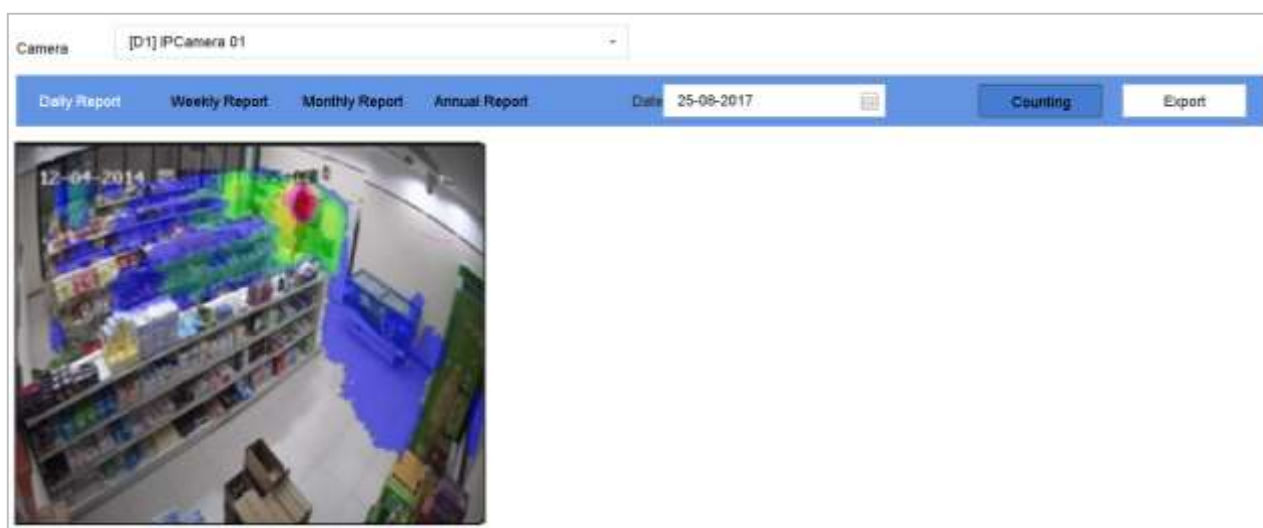 Camera [D1] IPCamera 01
Daily Report Weekly Report Monthly Report Annual Report Date 25-08-2017 Counting Export
12-04-2014